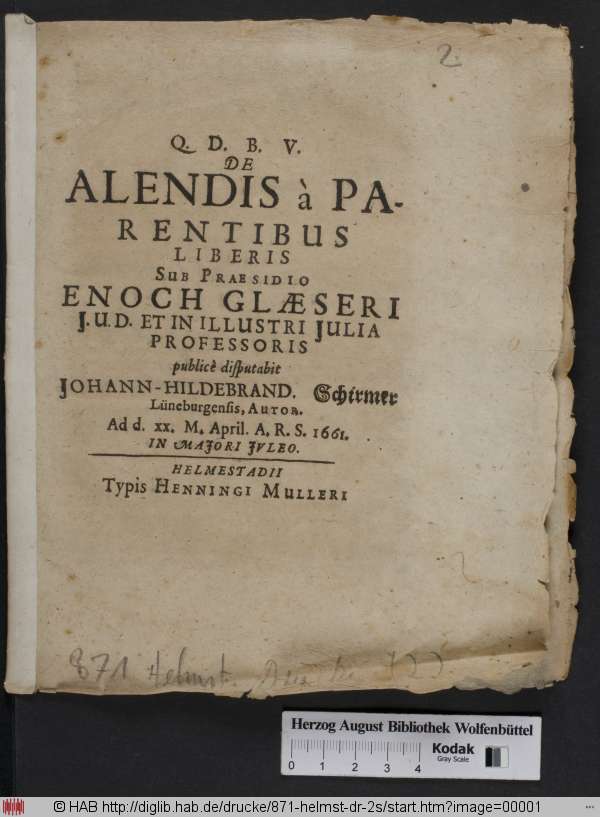 2.
Q. D. B. V.
DE
ALENDIS à PA-
RENTIBUS
LIBERIS
SUB PRAESIDIO
ENOCH GLÆSERI
J.U.D. ET IN ILLUSTRI JULIA
PROFESSORIS
publicè disputabit
JOHANN-HILDEBRAND. Schirmer
Lüneburgensis, AUTOR.
Ad d. XX. M. April. A. R. S. 1661.
IN MAJORI JVLEO.
HELMESTADII
Typis HENNINGI MULLERI
871 Helmst.
Herzog August Bibliothek Wolfenbüttel
0 1 2 3 4 Kodak
Gray Scale
© HAB http://diglib.hab.de/drucke/871-helmst-dr-2s/start.htm?image=00001